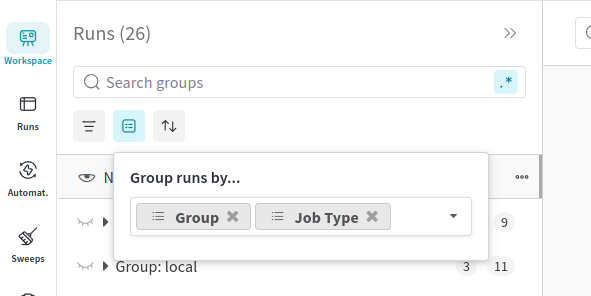 Runs (26)
Workspace
Search groups
.*
Runs
Group runs by...
N
Automat.
Group
Job Type
9
Sweeps
Group: local
3
11